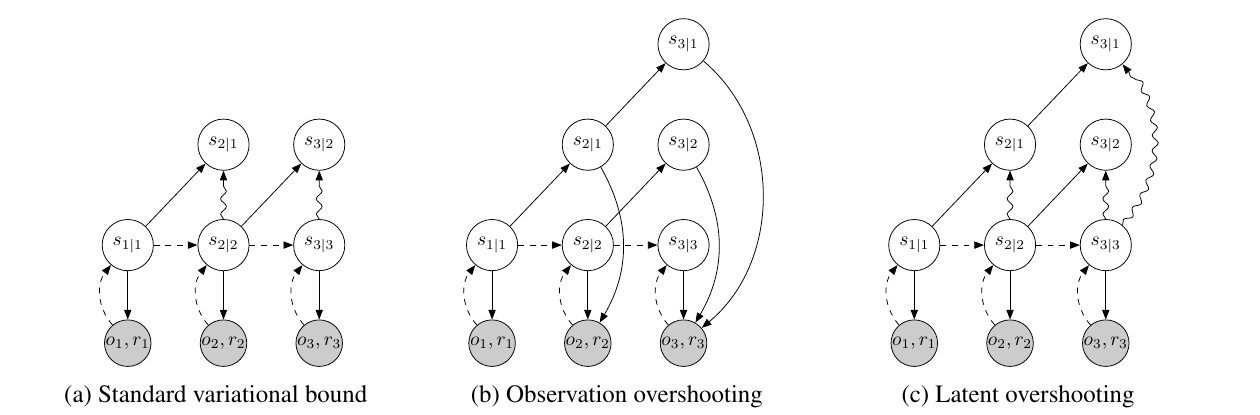 s3|1 s3|1
s2|1 s3|2 s2|1 s3|2 s2|1 s3|2
s1|1 s2|2 s3|3 s1|1 s2|2 s3|3 s1|1 s2|2 s3|3
o1, r1 o2, r2 o3, r3 o1, r1 o2, r2 o3, r3 o1, r1 o2, r2 o3, r3
(a) Standard variational bound (b) Observation overshooting (c) Latent overshooting